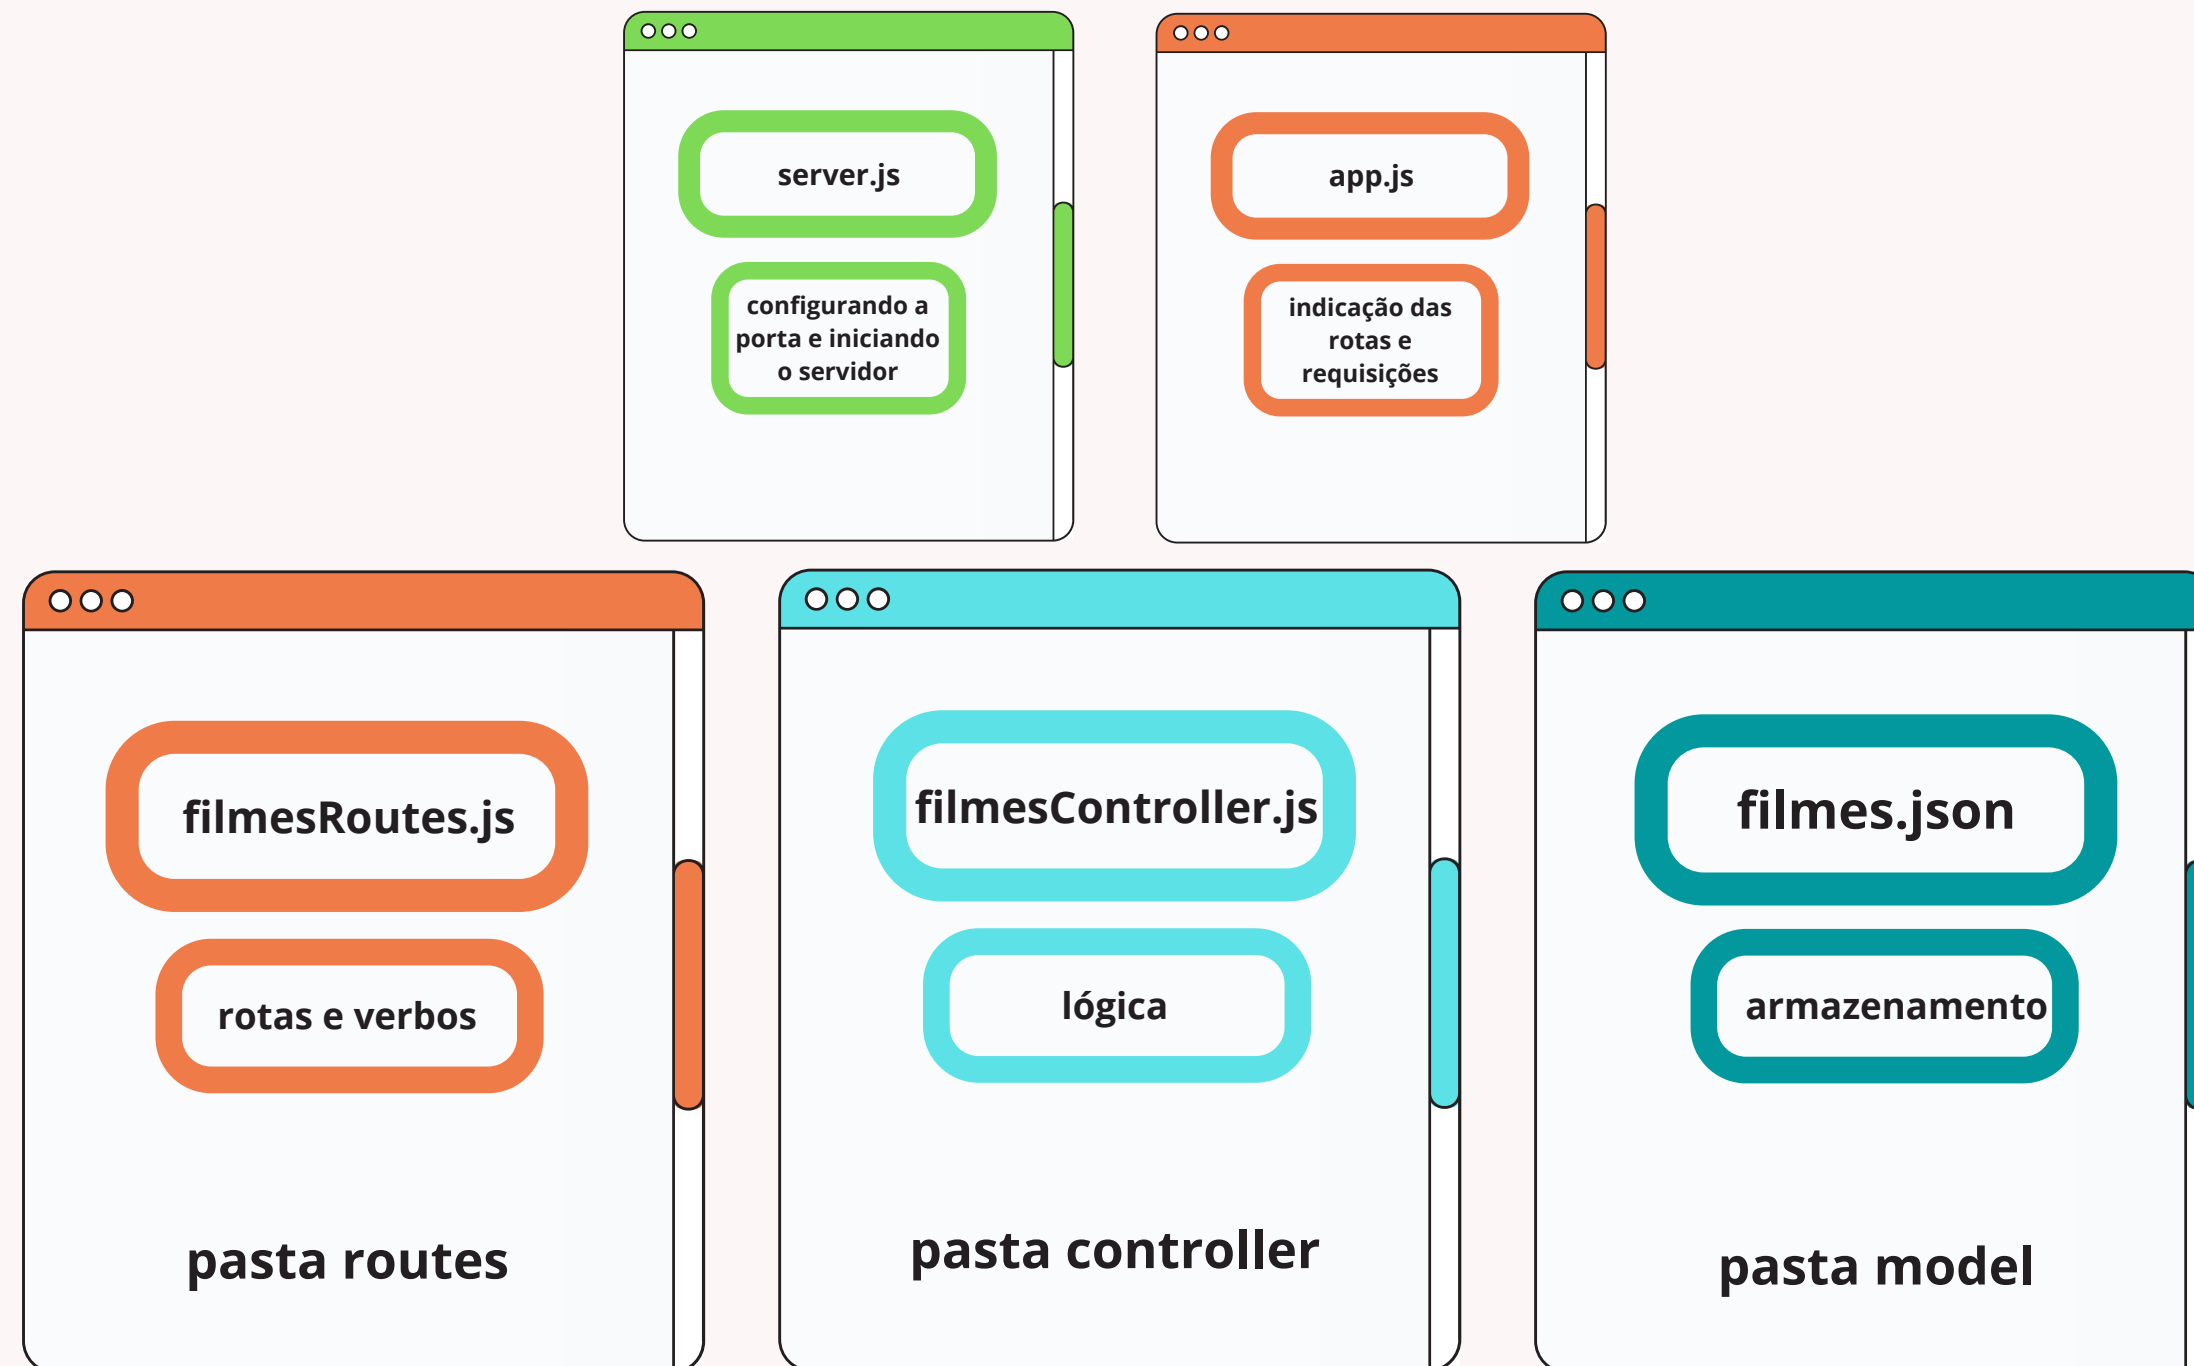 server.js
configurando a
porta e iniciando
o servidor
app.js
indicação das
rotas e
requisições
filmesRoutes.js
rotas e verbos
pasta routes
filmesController.js
lógica
pasta controller
filmes.json
armazenamento
pasta model